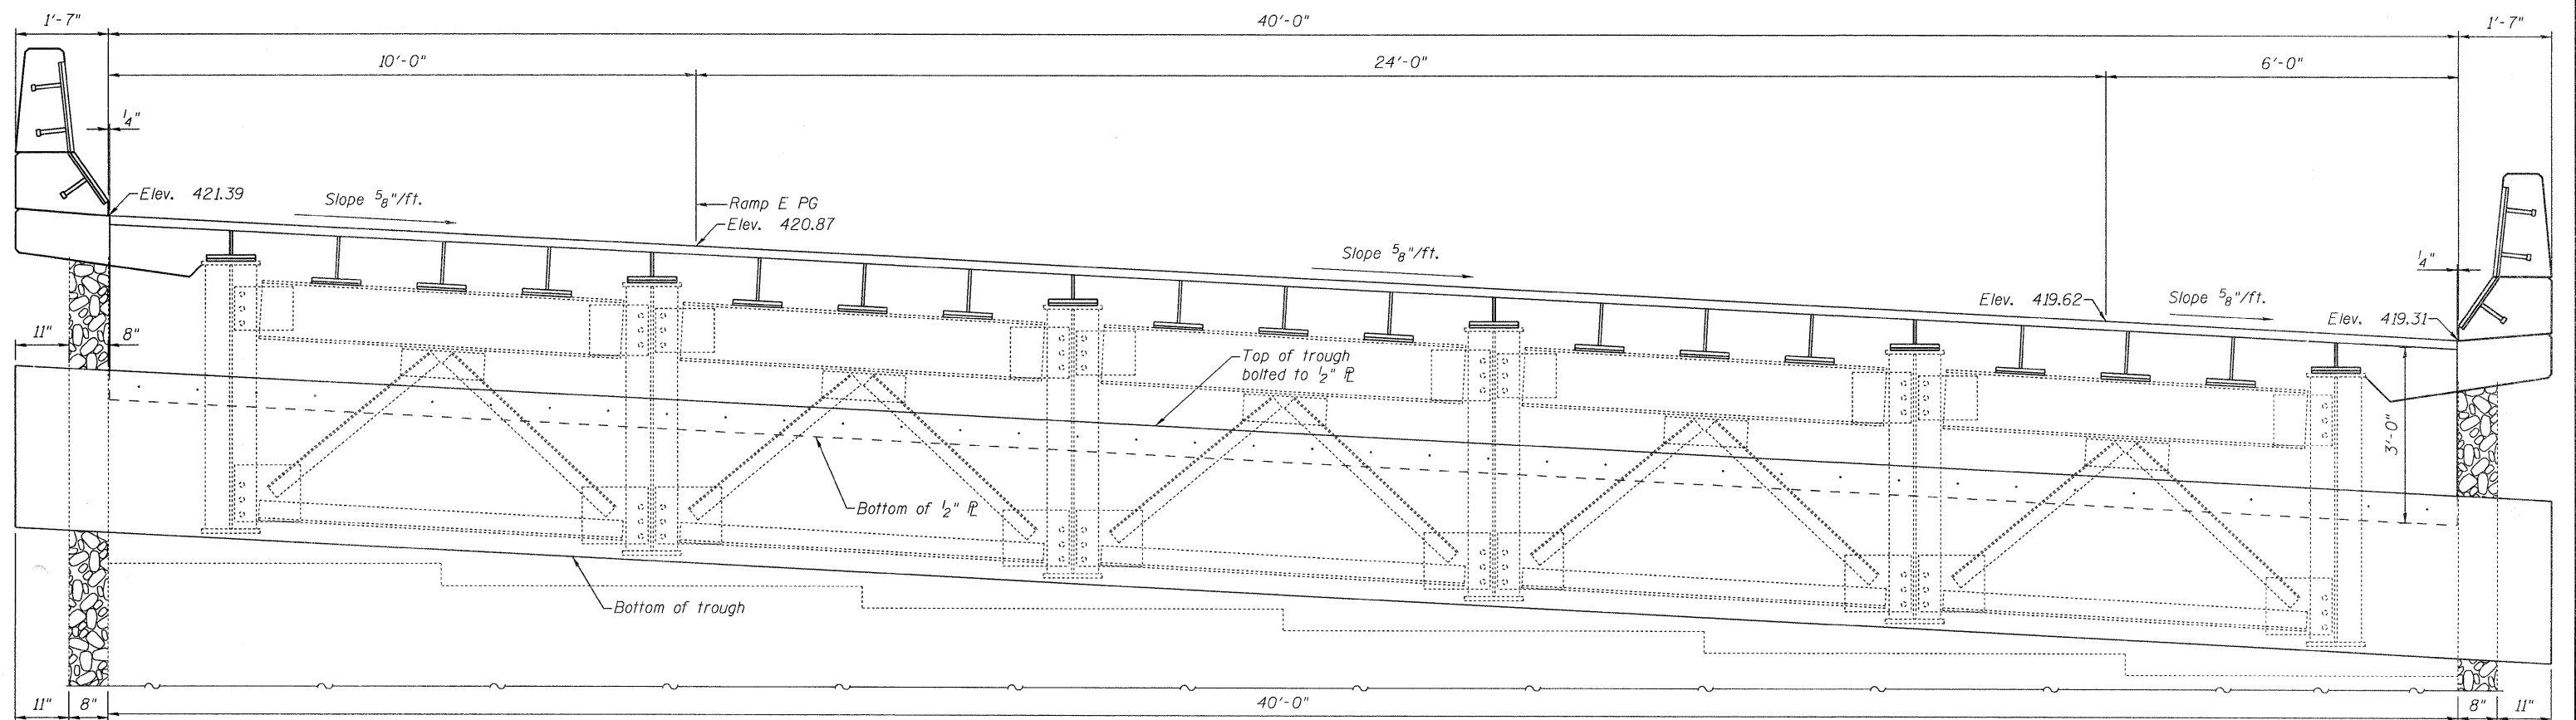 1'-7"
40'-0"
1'-7"
10'-0"
24'-0"
6'-0"
1/4"
Elev. 421.39
Slope 5/8"/ft.
Ramp E PG
Elev. 420.87
Slope 5/8"/ft.
1/4"
Elev. 419.62
Slope 5/8"/ft.
Elev. 419.31
11"
8"
Top of trough
bolted to 1/2" ℄
3'-0"
Bottom of 1/2" ℄
Bottom of trough
11"
8"
40'-0"
8"
11"